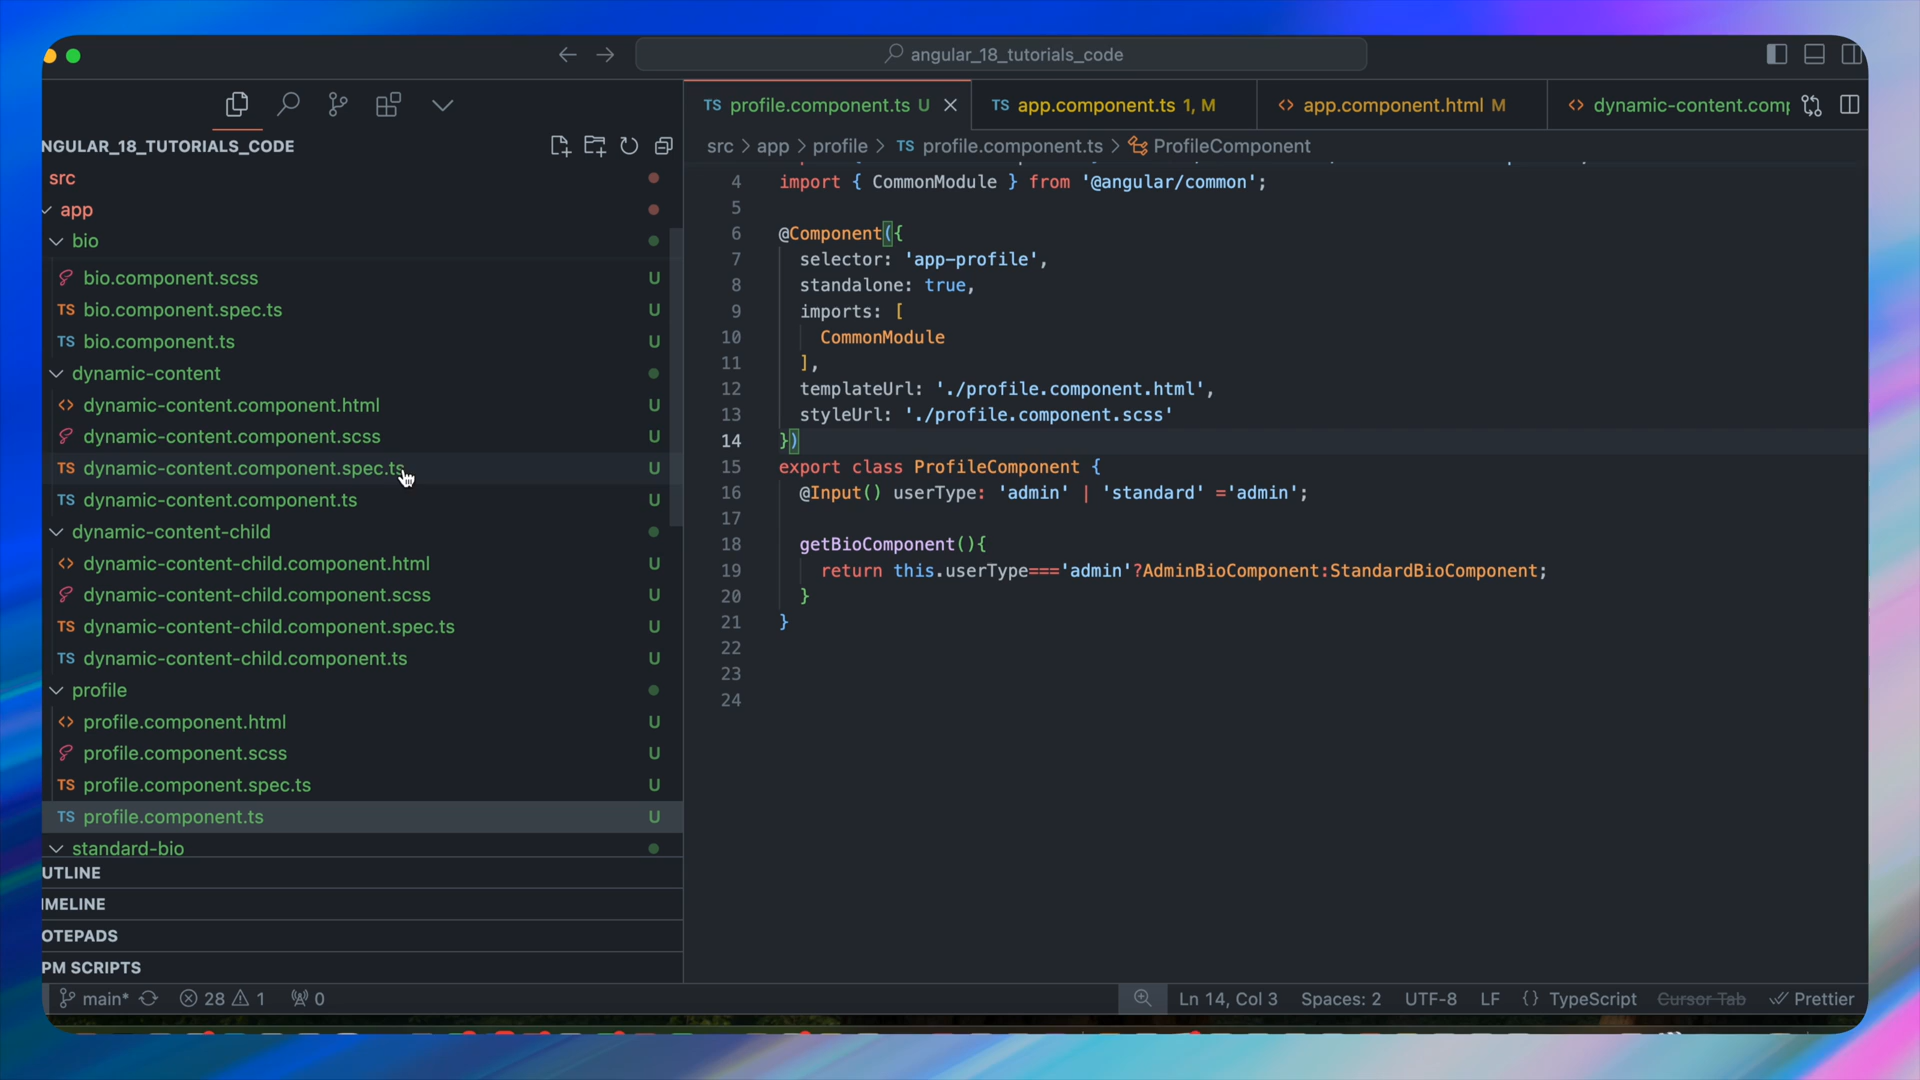 angular_18_tutorials_code
TS profile.component.ts U
TS app.component.ts 1, M
<> app.component.html M
<> dynamic-content.comp
NGULAR_18_TUTORIALS_CODE
src > app > profile > TS profile.component.ts > ProfileComponent
src
app
bio
bio.component.scss U
TS bio.component.spec.ts U
TS bio.component.ts U
dynamic-content
<> dynamic-content.component.html U
dynamic-content.component.scss U
TS dynamic-content.component.spec.ts U
TS dynamic-content.component.ts U
dynamic-content-child
<> dynamic-content-child.component.html U
dynamic-content-child.component.scss U
TS dynamic-content-child.component.spec.ts U
TS dynamic-content-child.component.ts U
profile
<> profile.component.html U
profile.component.scss U
TS profile.component.spec.ts U
TS profile.component.ts U
standard-bio
UTLINE
IMELINE
OTEPADS
PM SCRIPTS
4 import { CommonModule } from '@angular/common';
5
6 @Component({
7 selector: 'app-profile',
8 standalone: true,
9 imports: [
10 CommonModule
11 ],
12 templateUrl: './profile.component.html',
13 styleUrl: './profile.component.scss'
14 })
15 export class ProfileComponent {
16 @Input() userType: 'admin' | 'standard' ='admin';
17
18 getBioComponent(){
19 return this.userType==='admin'?AdminBioComponent:StandardBioComponent;
20 }
21 }
22
23
24
main* 28 1 0
Ln 14, Col 3 Spaces: 2 UTF-8 LF {} TypeScript Cursor Tab Prettier